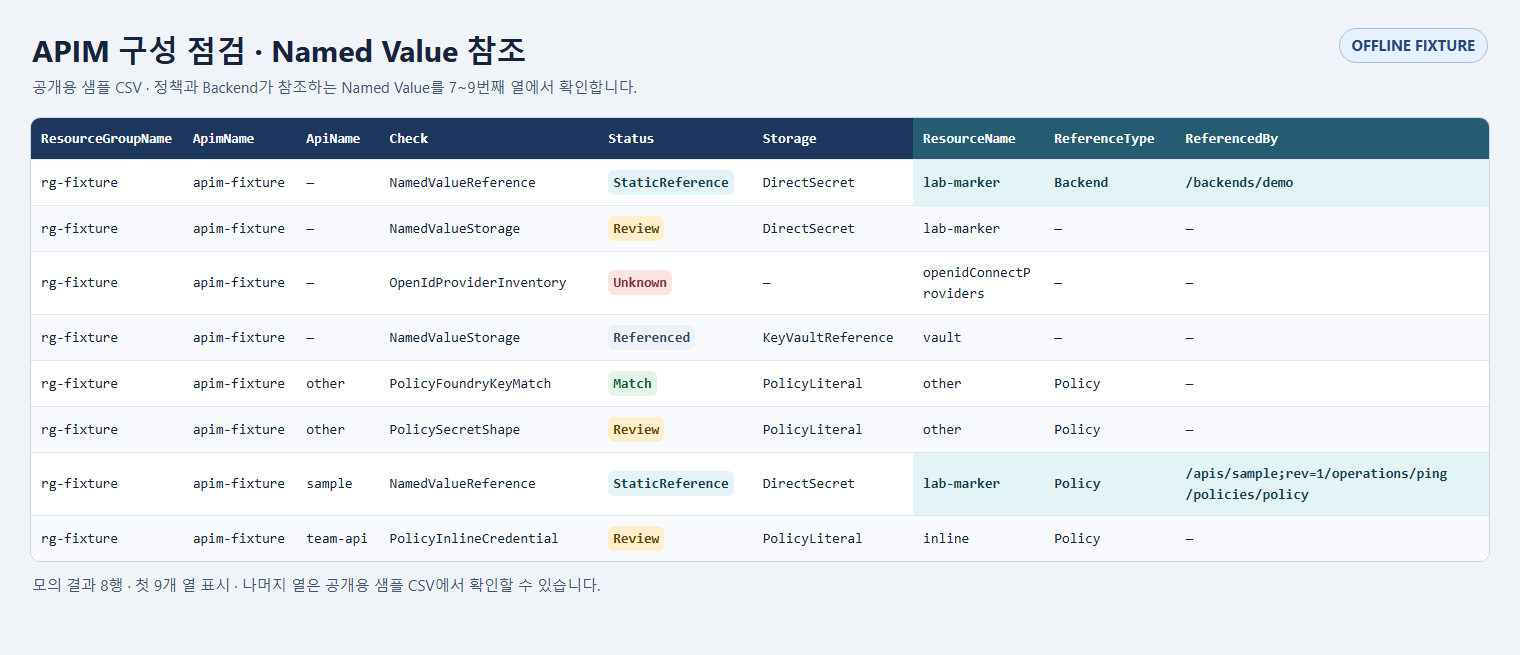 APIM 구성 점검 · Named Value 참조
OFFLINE FIXTURE
공개용 샘플 CSV · 정책과 Backend가 참조하는 Named Value를 7~9번째 열에서 확인합니다.
ResourceGroupName ApimName ApiName Check Status Storage ResourceName ReferenceType ReferencedBy
rg-fixture apim-fixture — NamedValueReference StaticReference DirectSecret lab-marker Backend /backends/demo
rg-fixture apim-fixture — NamedValueStorage Review DirectSecret lab-marker — —
rg-fixture apim-fixture — OpenIdProviderInventory Unknown — openidConnectP
roviders — —
rg-fixture apim-fixture — NamedValueStorage Referenced KeyVaultReference vault — —
rg-fixture apim-fixture other PolicyFoundryKeyMatch Match PolicyLiteral other Policy —
rg-fixture apim-fixture other PolicySecretShape Review PolicyLiteral other Policy —
rg-fixture apim-fixture sample NamedValueReference StaticReference DirectSecret lab-marker Policy /apis/sample;rev=1/operations/ping
/policies/policy
rg-fixture apim-fixture team-api PolicyInlineCredential Review PolicyLiteral inline Policy —
모의 결과 8행 · 첫 9개 열 표시 · 나머지 열은 공개용 샘플 CSV에서 확인할 수 있습니다.